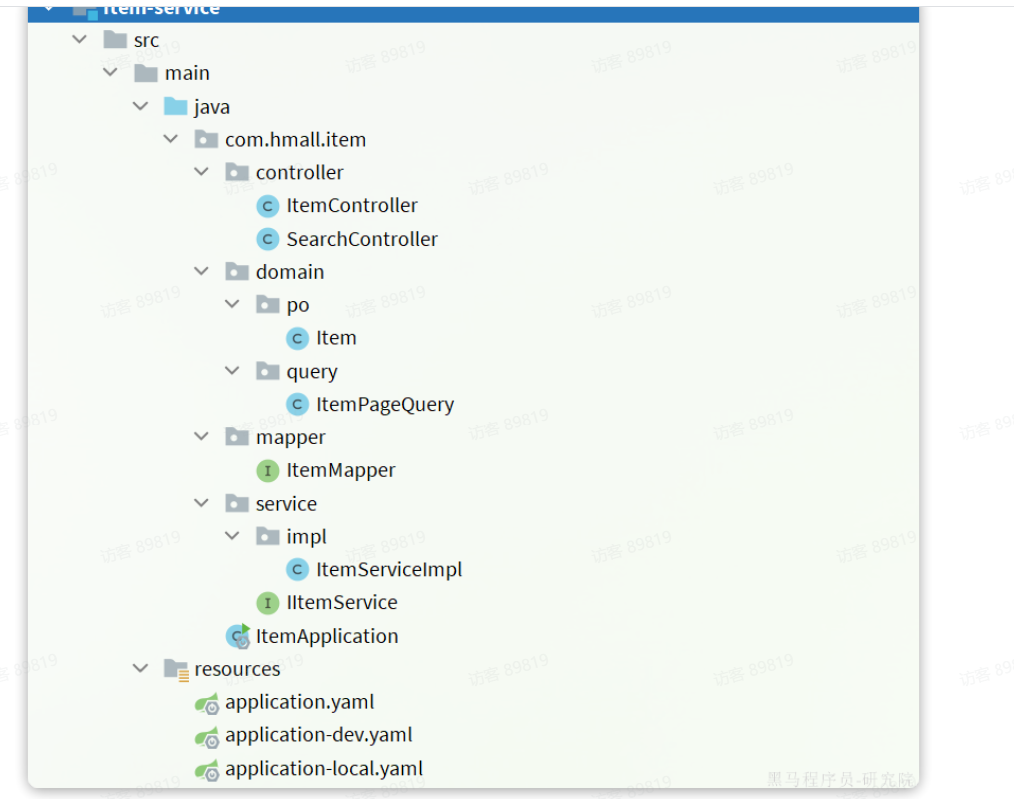 item-service
src
main
java
com.hmall.item
controller
ItemController
SearchController
domain
po
Item
query
ItemPageQuery
mapper
ItemMapper
service
impl
ItemServiceImpl
IItemService
ItemApplication
resources
application.yaml
application-dev.yaml
application-local.yaml
访客 89819
黑马程序员-研究院